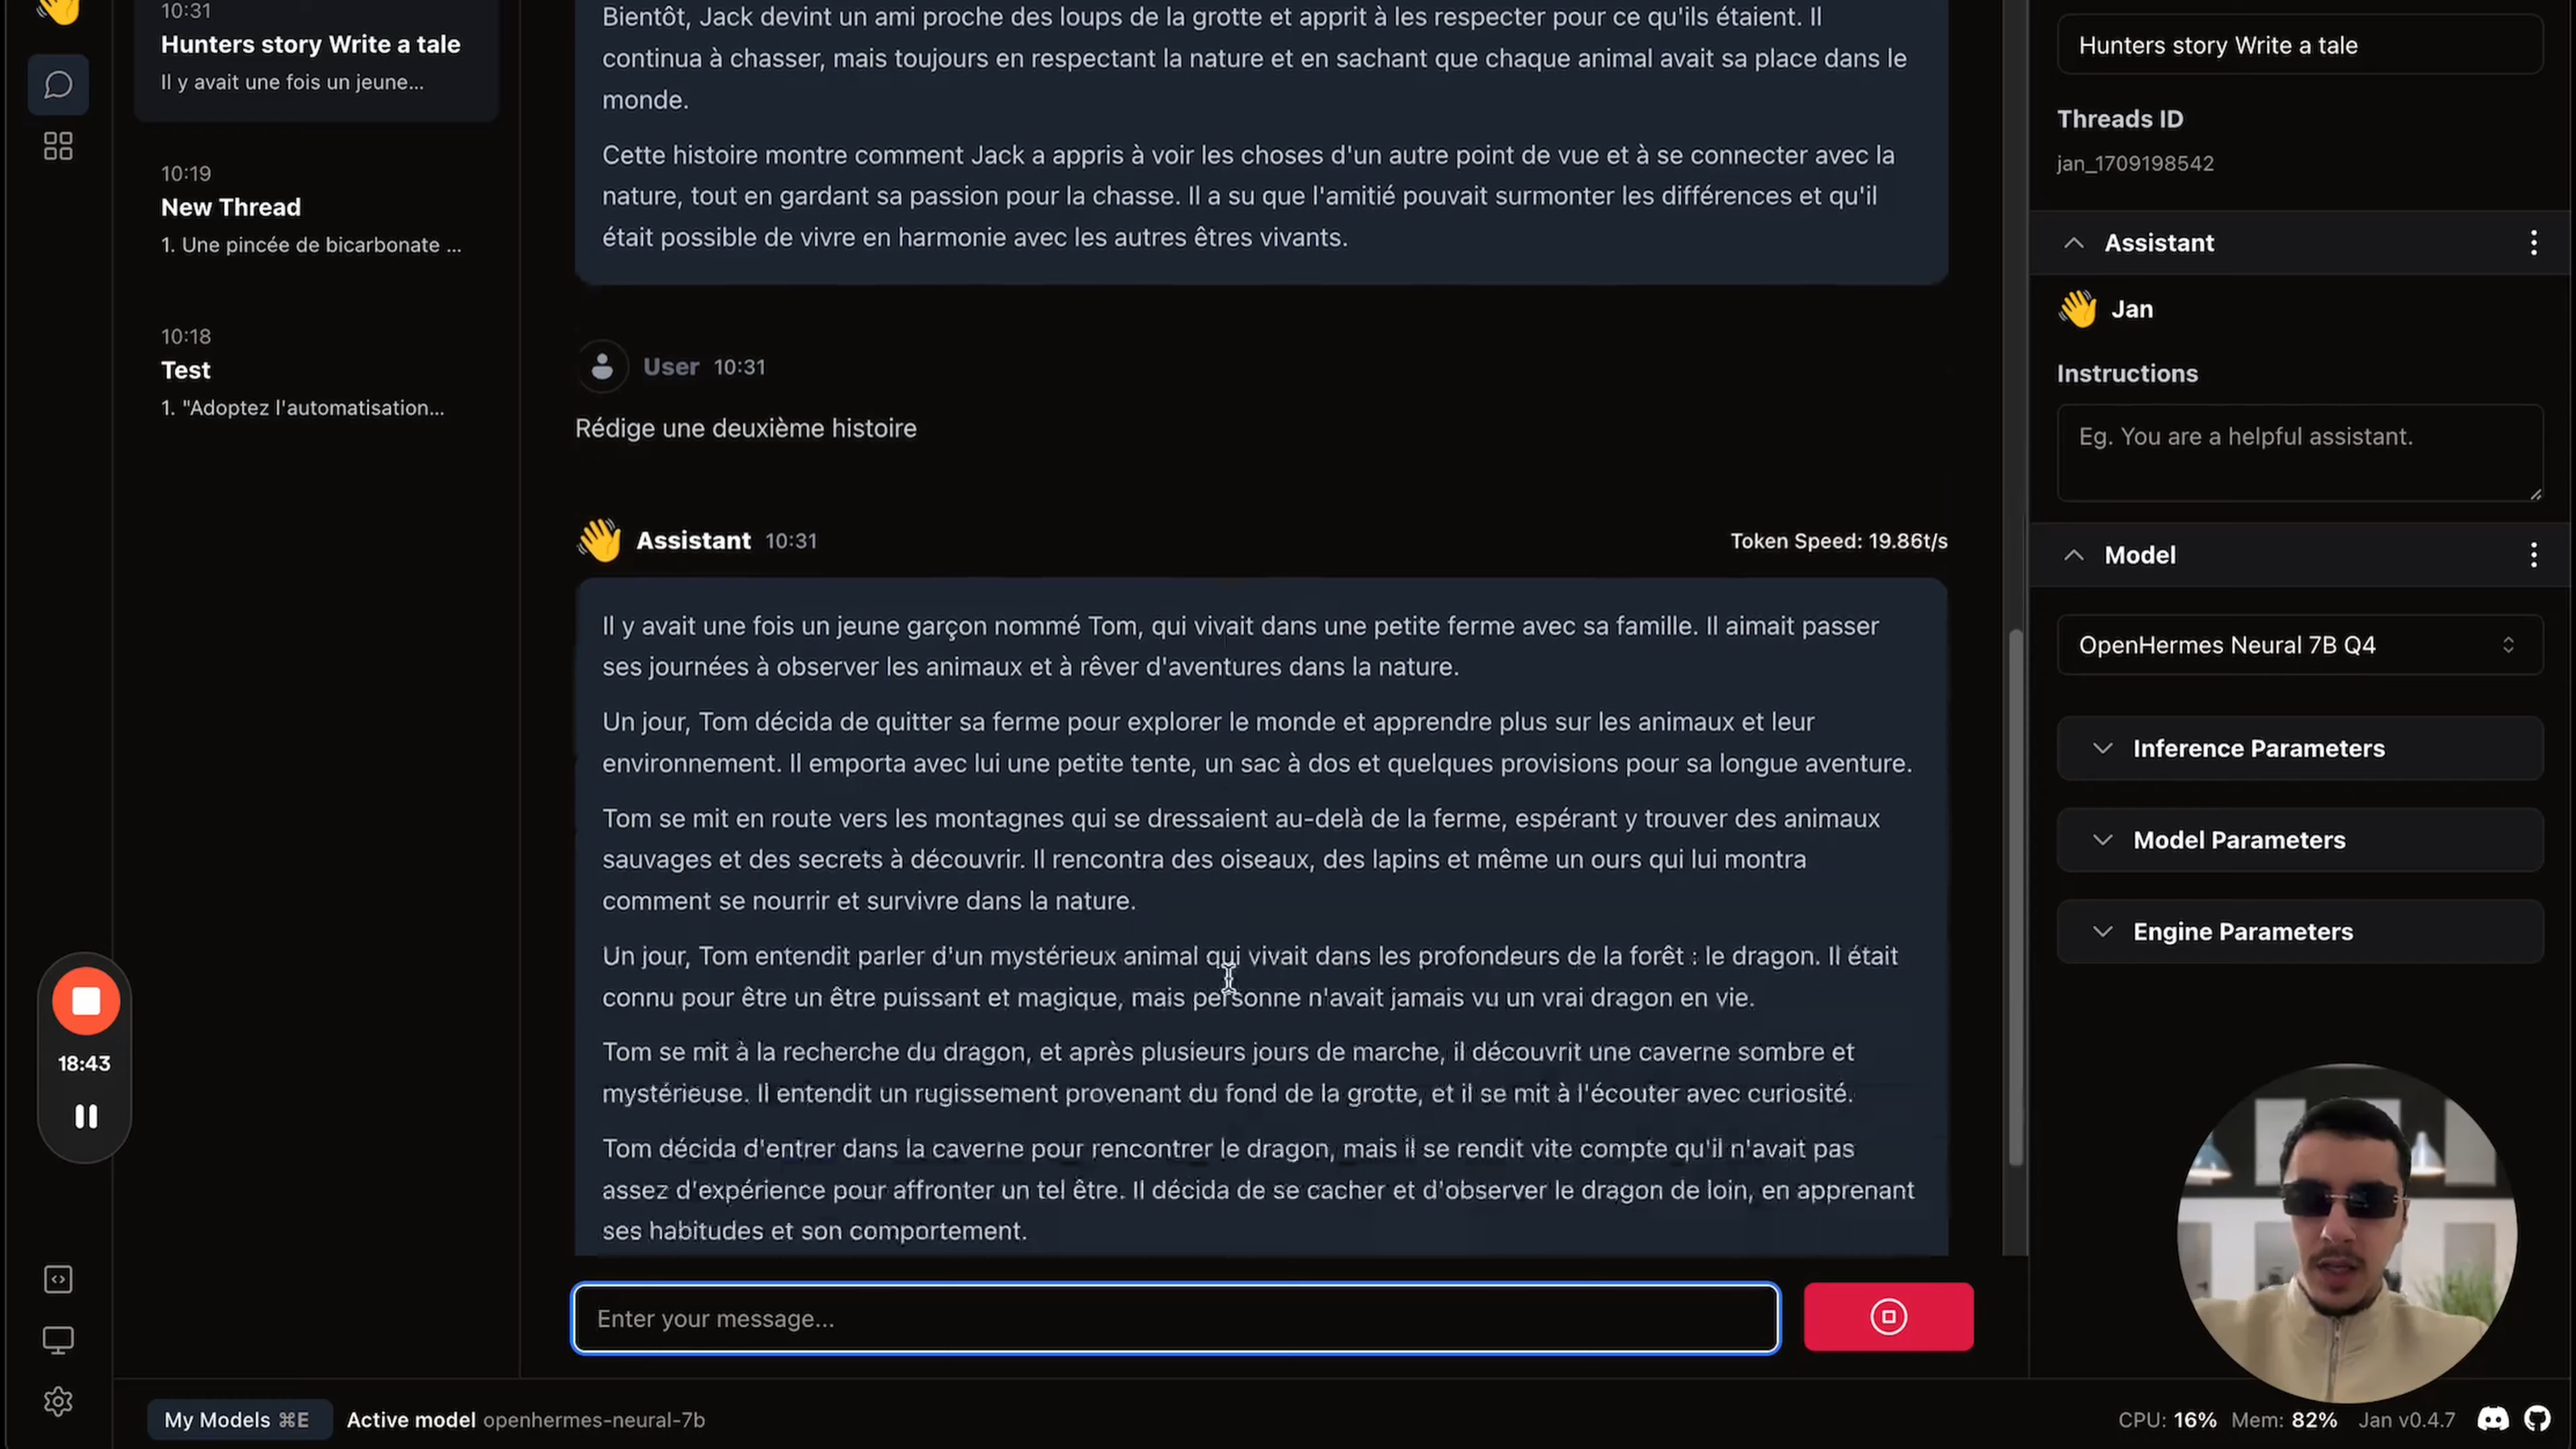 10:31
Hunters story Write a tale
Il y avait une fois un jeune...
10:19
New Thread
1. Une pincée de bicarbonate ...
10:18
Test
1. "Adoptez l'automatisation...
18:43
Bientôt, Jack devint un ami proche des loups de la grotte et apprit à les respecter pour ce qu'ils étaient. Il
continua à chasser, mais toujours en respectant la nature et en sachant que chaque animal avait sa place dans le
monde.
Cette histoire montre comment Jack a appris à voir les choses d'un autre point de vue et à se connecter avec la
nature, tout en gardant sa passion pour la chasse. Il a su que l'amitié pouvait surmonter les différences et qu'il
était possible de vivre en harmonie avec les autres êtres vivants.
User 10:31
Rédige une deuxième histoire
Assistant 10:31 Token Speed: 19.86t/s
Il y avait une fois un jeune garçon nommé Tom, qui vivait dans une petite ferme avec sa famille. Il aimait passer
ses journées à observer les animaux et à rêver d'aventures dans la nature.
Un jour, Tom décida de quitter sa ferme pour explorer le monde et apprendre plus sur les animaux et leur
environnement. Il emporta avec lui une petite tente, un sac à dos et quelques provisions pour sa longue aventure.
Tom se mit en route vers les montagnes qui se dressaient au-delà de la ferme, espérant y trouver des animaux
sauvages et des secrets à découvrir. Il rencontra des oiseaux, des lapins et même un ours qui lui montra
comment se nourrir et survivre dans la nature.
Un jour, Tom entendit parler d'un mystérieux animal qui vivait dans les profondeurs de la forêt : le dragon. Il était
connu pour être un être puissant et magique, mais personne n'avait jamais vu un vrai dragon en vie.
Tom se mit à la recherche du dragon, et après plusieurs jours de marche, il découvrit une caverne sombre et
mystérieuse. Il entendit un rugissement provenant du fond de la grotte, et il se mit à l'écouter avec curiosité.
Tom décida d'entrer dans la caverne pour rencontrer le dragon, mais il se rendit vite compte qu'il n'avait pas
assez d'expérience pour affronter un tel être. Il décida de se cacher et d'observer le dragon de loin, en apprenant
ses habitudes et son comportement.
Enter your message...
Hunters story Write a tale
Threads ID
jan_1709198542
Assistant
Jan
Instructions
Eg. You are a helpful assistant.
Model
OpenHermes Neural 7B Q4
Inference Parameters
Model Parameters
Engine Parameters
My Models ⌘E Active model openhermes-neural-7b
CPU: 16% Mem: 82% Jan v0.4.7